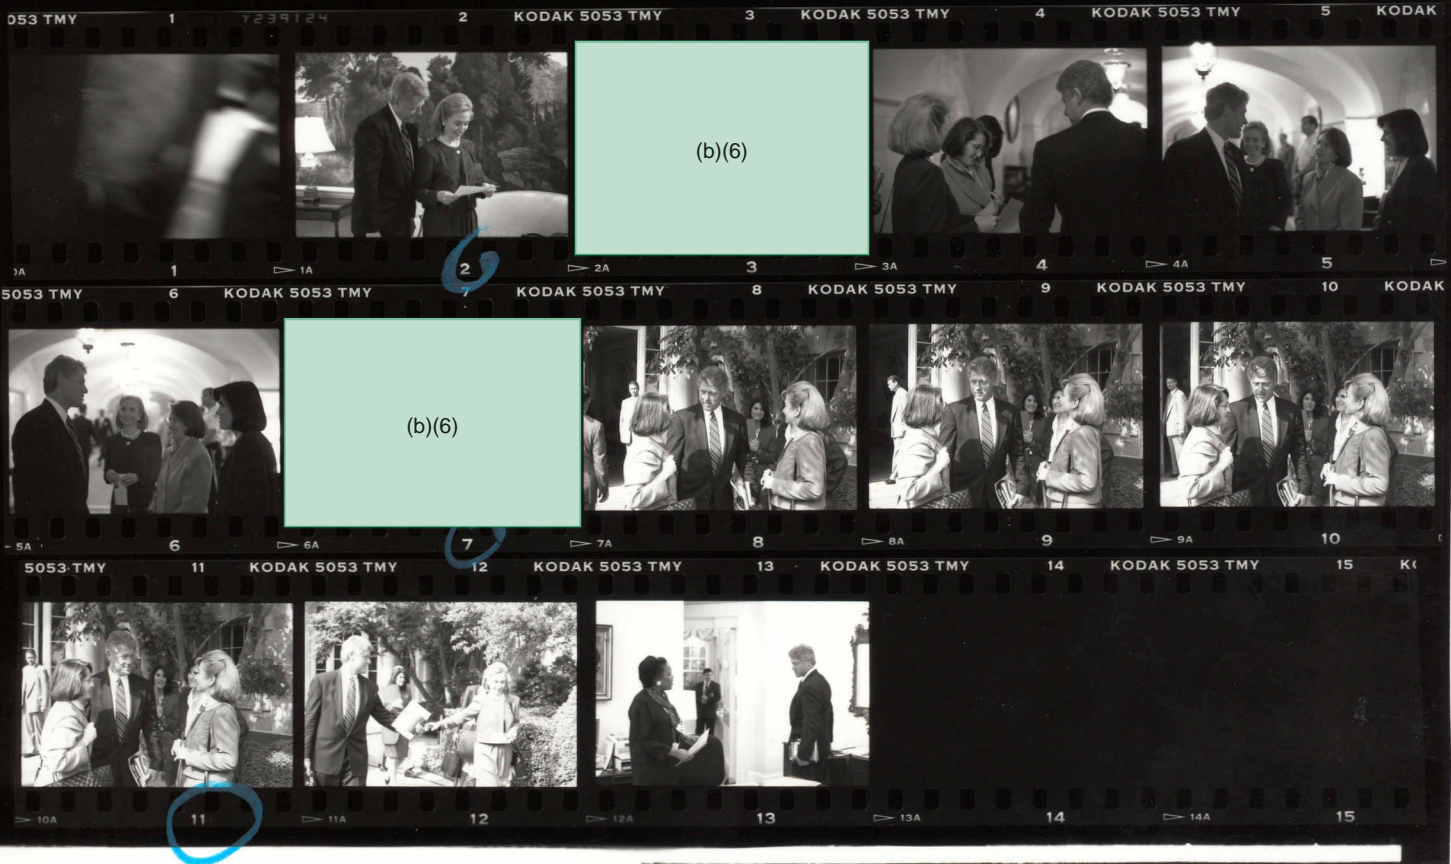 053 TMY 1 Y239124 2 KODAK 5053 TMY 3 KODAK 5053 TMY 4 KODAK 5053 TMY 5 KODAK
(b)(6)
0A 1 1A 2 2A 3 3A 4 4A 5
5053 TMY 6 KODAK 5053 TMY 7 KODAK 5053 TMY 8 KODAK 5053 TMY 9 KODAK 5053 TMY 10 KODAK
(b)(6)
5A 6 6A 7 7A 8 8A 9 9A 10
5053 TMY 11 KODAK 5053 TMY 12 KODAK 5053 TMY 13 KODAK 5053 TMY 14 KODAK 5053 TMY 15
10A 11 11A 12 12A 13 13A 14 14A 15